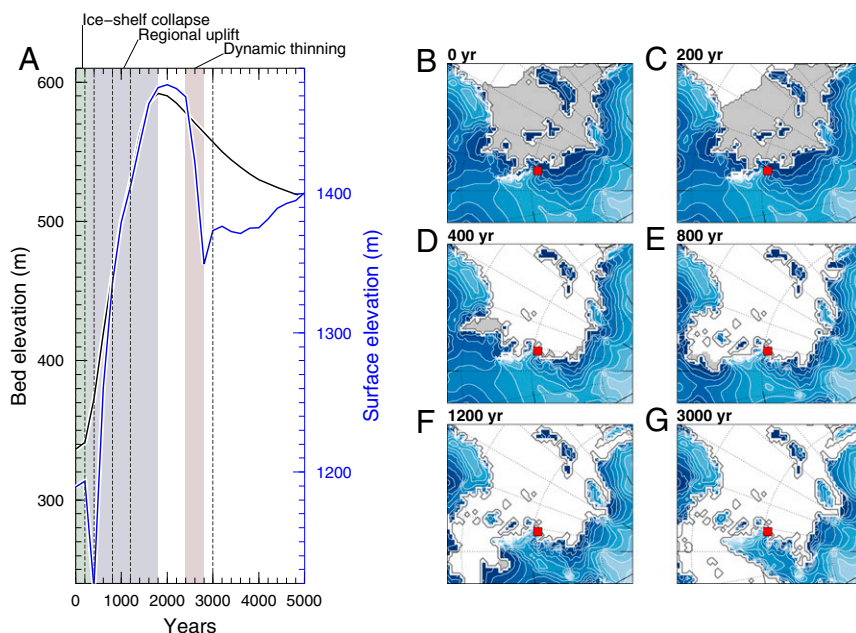 Ice-shelf collapse
Regional uplift
Dynamic thinning
A
600
500
400
300
Bed elevation (m)
1400
1300
1200
Surface elevation (m)
0 1000 2000 3000 4000 5000
Years
B 0 yr
C 200 yr
D 400 yr
E 800 yr
F 1200 yr
G 3000 yr